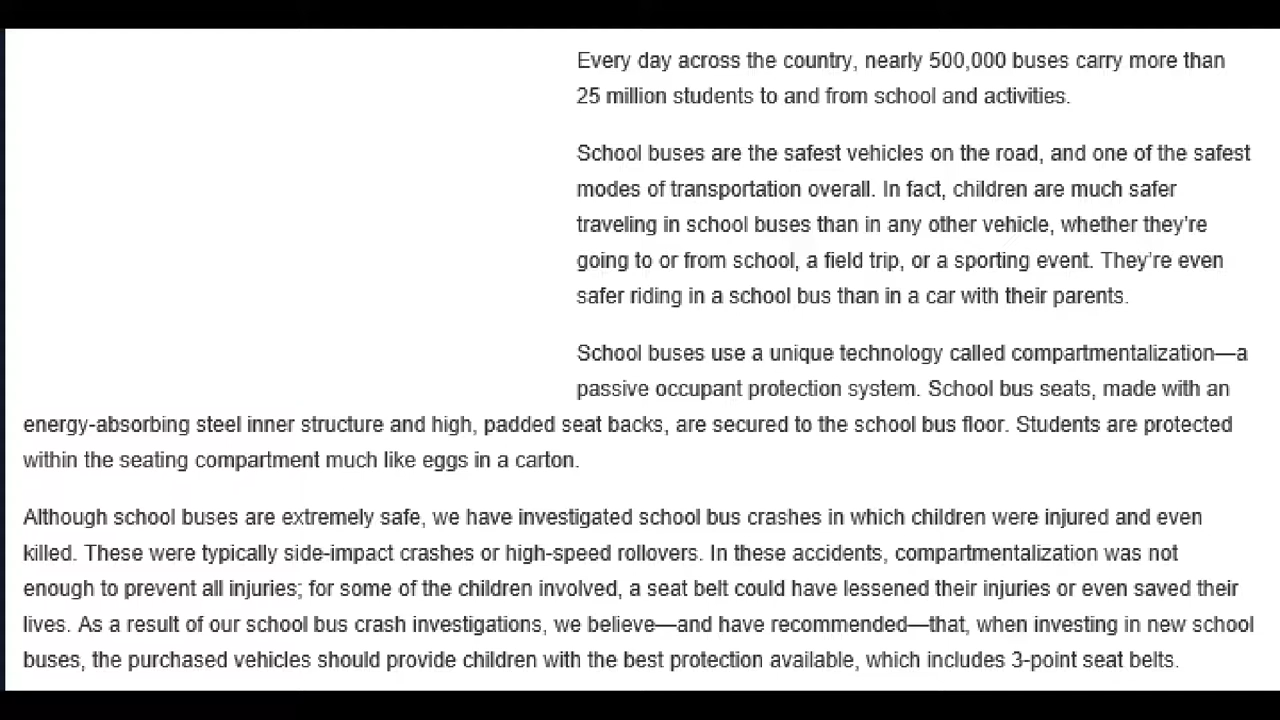 Every day across the country, nearly 500,000 buses carry more than
25 million students to and from school and activities.
School buses are the safest vehicles on the road, and one of the safest
modes of transportation overall. In fact, children are much safer
traveling in school buses than in any other vehicle, whether they're
going to or from school, a field trip, or a sporting event. They're even
safer riding in a school bus than in a car with their parents.
School buses use a unique technology called compartmentalization—a
passive occupant protection system. School bus seats, made with an
energy-absorbing steel inner structure and high, padded seat backs, are secured to the school bus floor. Students are protected
within the seating compartment much like eggs in a carton.
Although school buses are extremely safe, we have investigated school bus crashes in which children were injured and even
killed. These were typically side-impact crashes or high-speed rollovers. In these accidents, compartmentalization was not
enough to prevent all injuries; for some of the children involved, a seat belt could have lessened their injuries or even saved their
lives. As a result of our school bus crash investigations, we believe—and have recommended—that, when investing in new school
buses, the purchased vehicles should provide children with the best protection available, which includes 3-point seat belts.